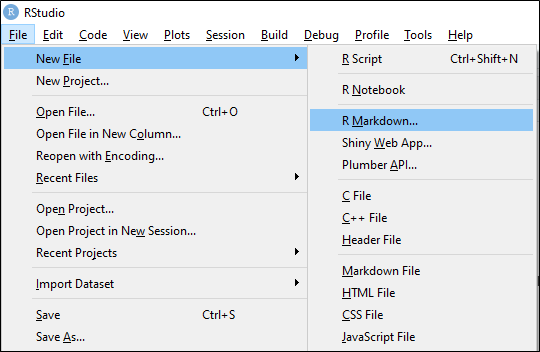 R RStudio
File Edit Code View Plots Session Build Debug Profile Tools Help
New File
New Project...
Open File... Ctrl+O
Open File in New Column...
Reopen with Encoding...
Recent Files
Open Project...
Open Project in New Session...
Recent Projects
Import Dataset
Save Ctrl+S
Save As...
R Script Ctrl+Shift+N
R Notebook
R Markdown...
Shiny Web App...
Plumber API...
C File
C++ File
Header File
Markdown File
HTML File
CSS File
JavaScript File